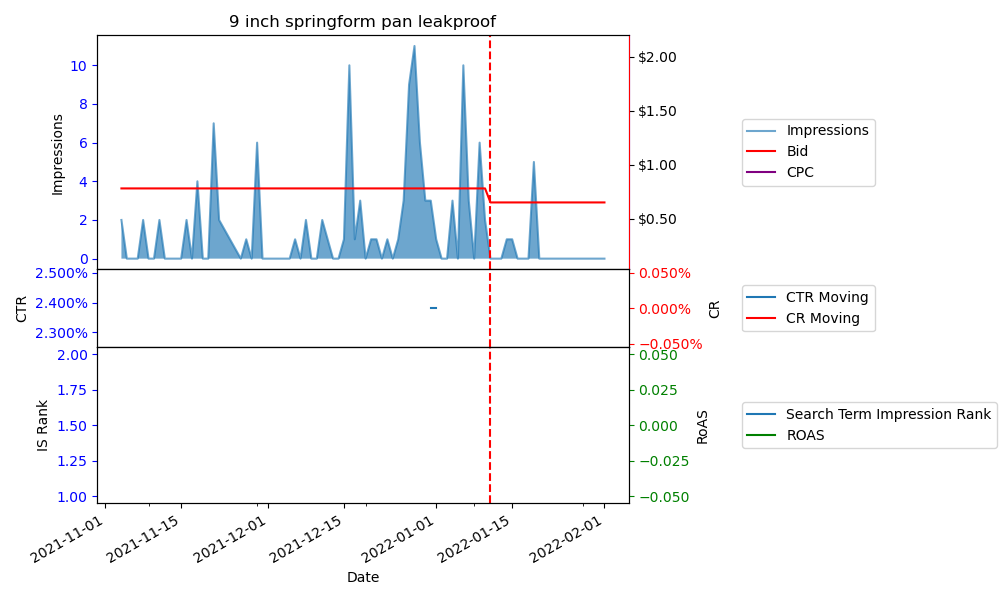 9 inch springform pan leakproof
Impressions
10
8
6
4
2
0
$2.00
$1.50
$1.00
$0.50
Impressions
Bid
CPC
CTR
2.500%
2.400%
2.300%
0.050%
0.000%
−0.050%
CR
CTR Moving
CR Moving
IS Rank
2.00
1.75
1.50
1.25
1.00
0.050
0.025
0.000
−0.025
−0.050
RoAS
Search Term Impression Rank
ROAS
2021-11-01
2021-11-15
2021-12-01
2021-12-15
2022-01-01
2022-01-15
2022-02-01
Date